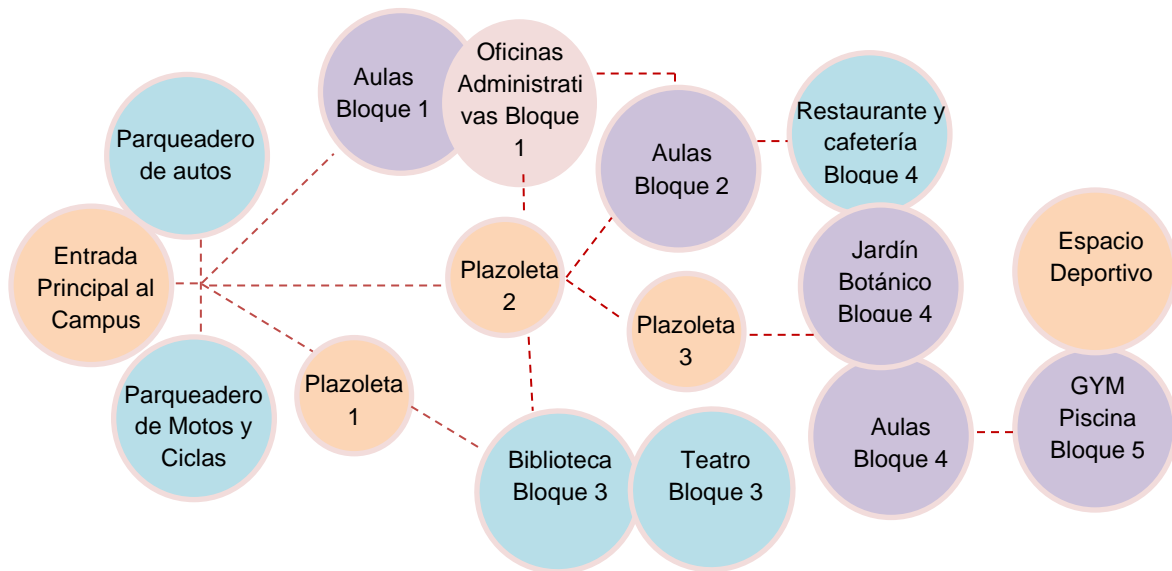 Aulas
Bloque 1
Oficinas
Administrati
vas Bloque
1
Parqueadero
de autos
Aulas
Bloque 2
Restaurante y
cafetería
Bloque 4
Entrada
Principal al
Campus
Plazoleta
2
Plazoleta
3
Jardín
Botánico
Bloque 4
Espacio
Deportivo
Parqueadero
de Motos y
Ciclas
Plazoleta
1
Biblioteca
Bloque 3
Teatro
Bloque 3
Aulas
Bloque 4
GYM
Piscina
Bloque 5